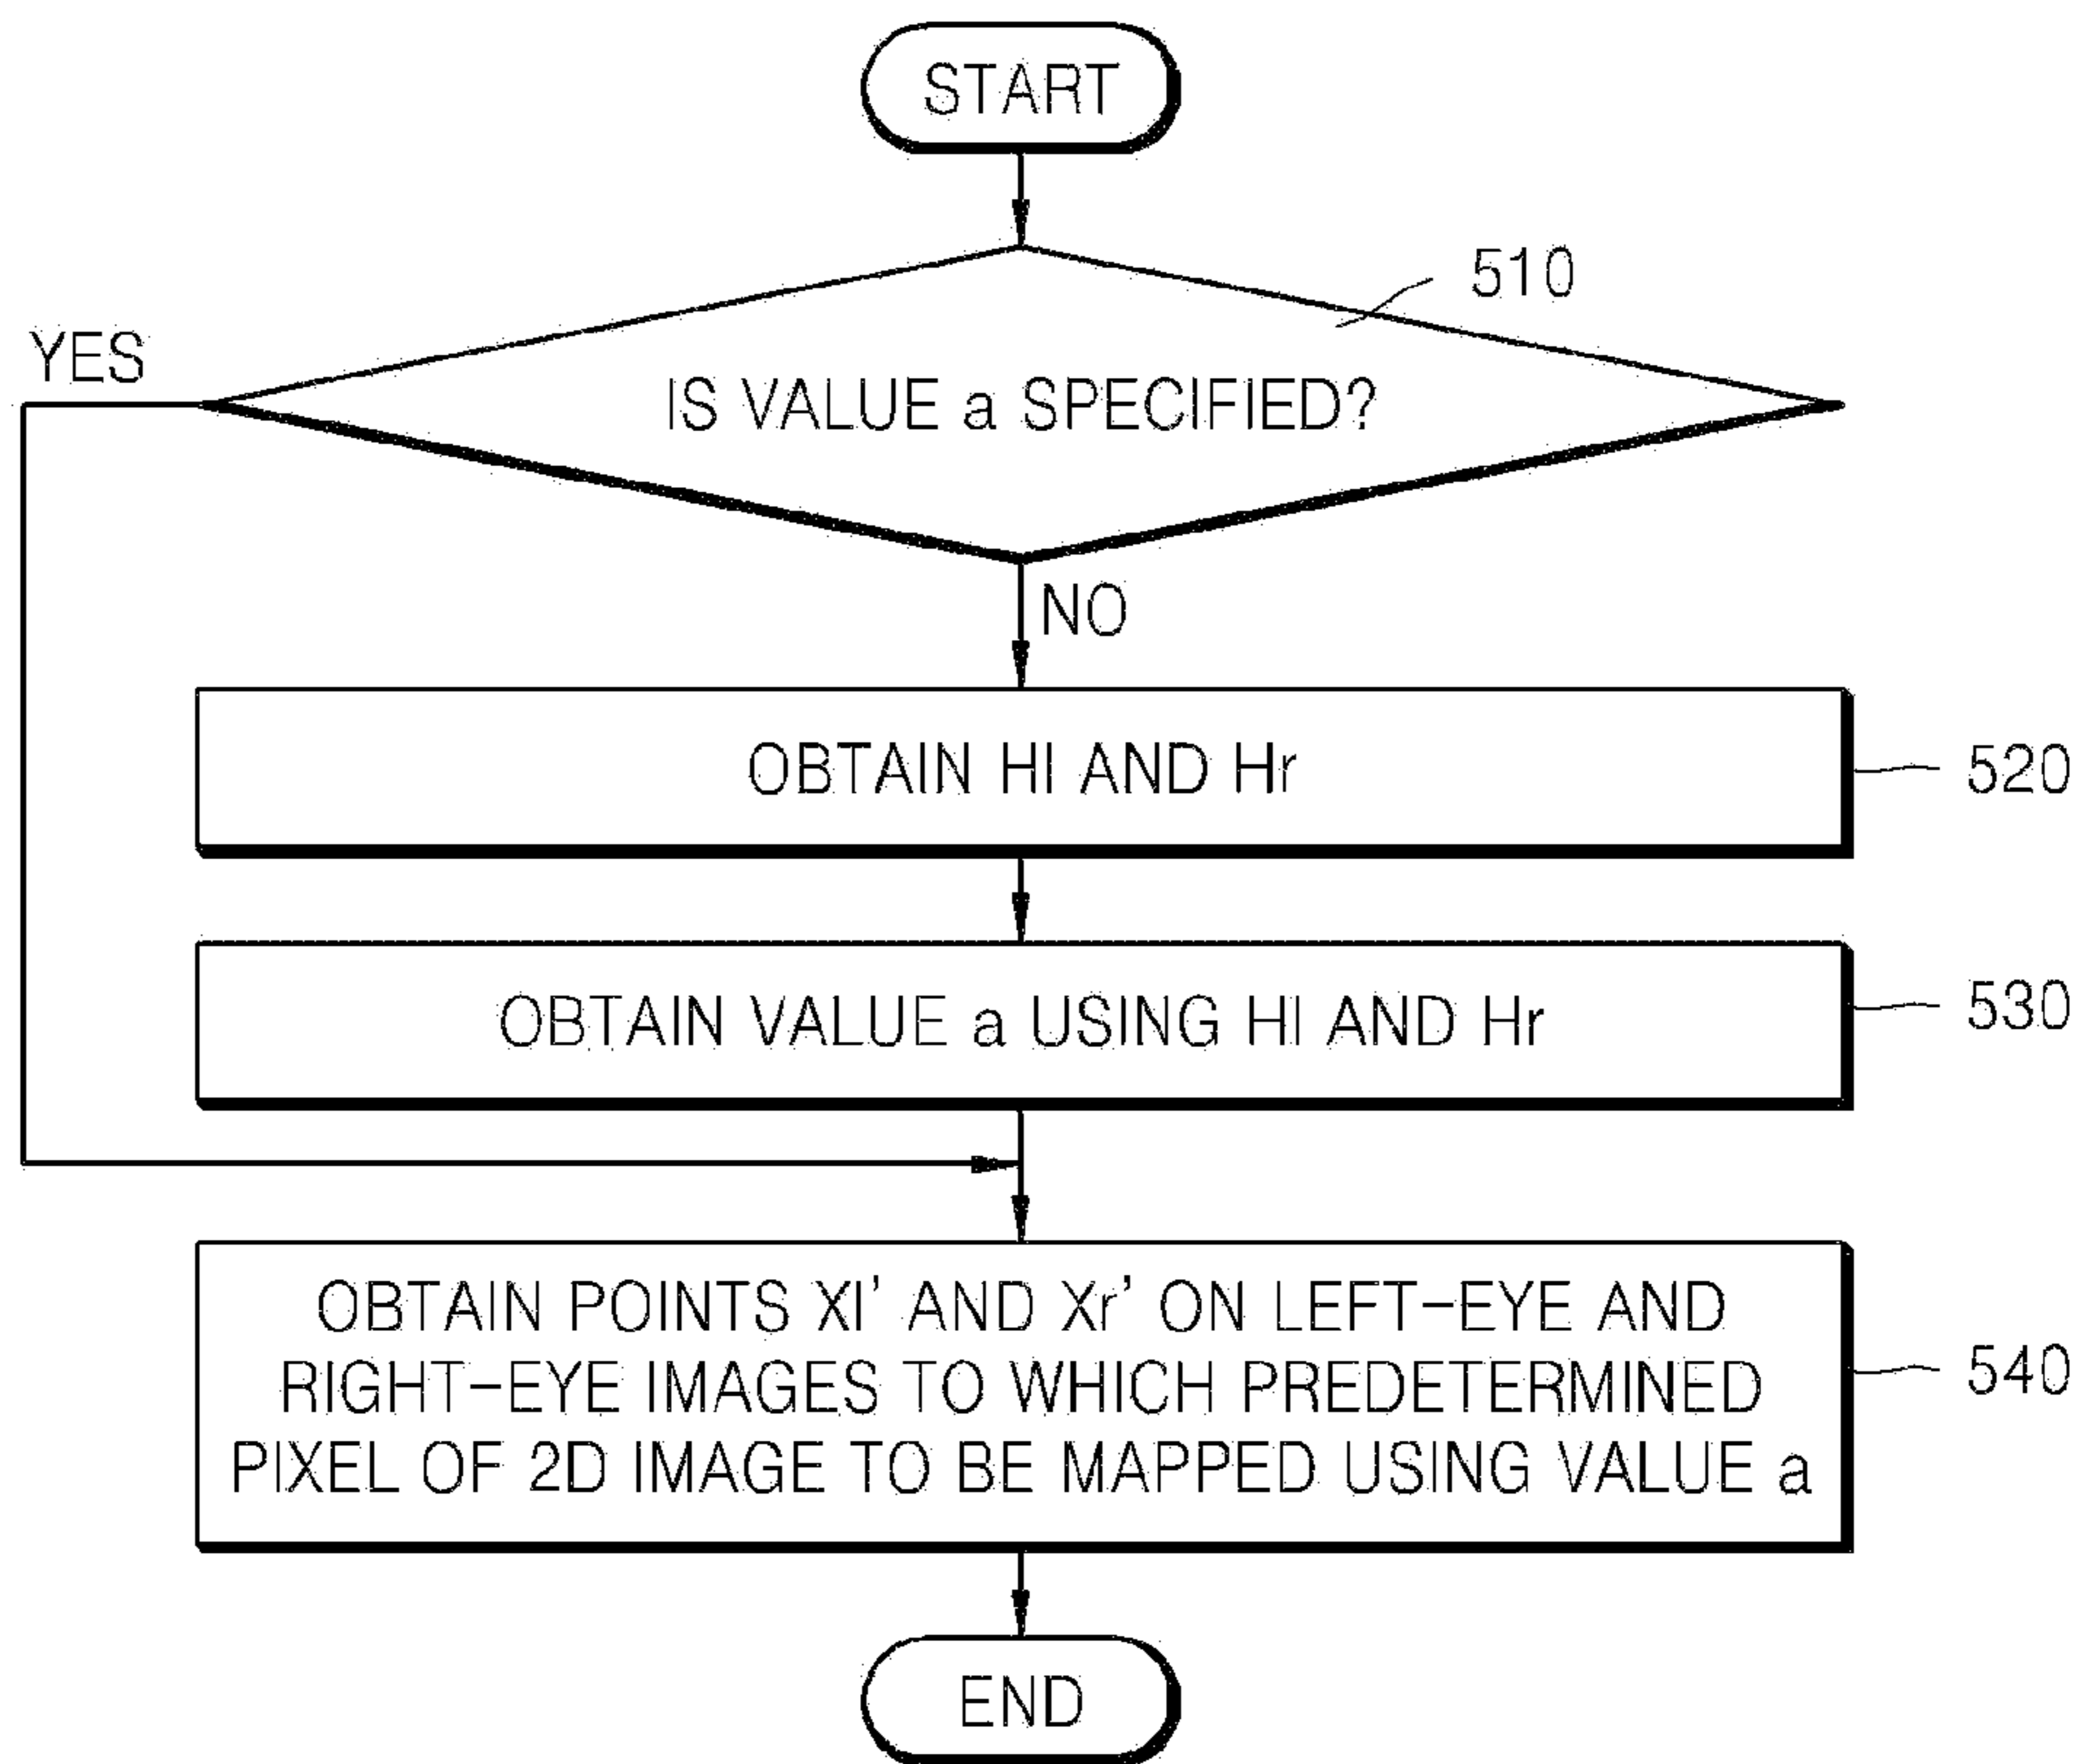 START
510
YES
IS VALUE a SPECIFIED?
NO
OBTAIN Hl AND Hr
520
OBTAIN VALUE a USING Hl AND Hr
530
OBTAIN POINTS Xl’ AND Xr’ ON LEFT-EYE AND
RIGHT-EYE IMAGES TO WHICH PREDETERMINED
PIXEL OF 2D IMAGE TO BE MAPPED USING VALUE a
540
END